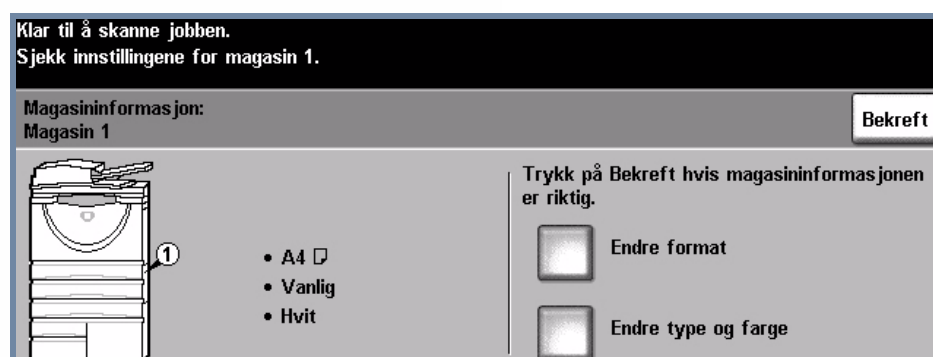 Klar til å skanne jobben.
Sjekk innstillingene for magasin 1.
Magasininformasjon:
Magasin 1
Bekreft
Trykk på Bekreft hvis magasininformasjonen
er riktig.
1
• A4
• Vanlig
• Hvit
Endre format
Endre type og farge